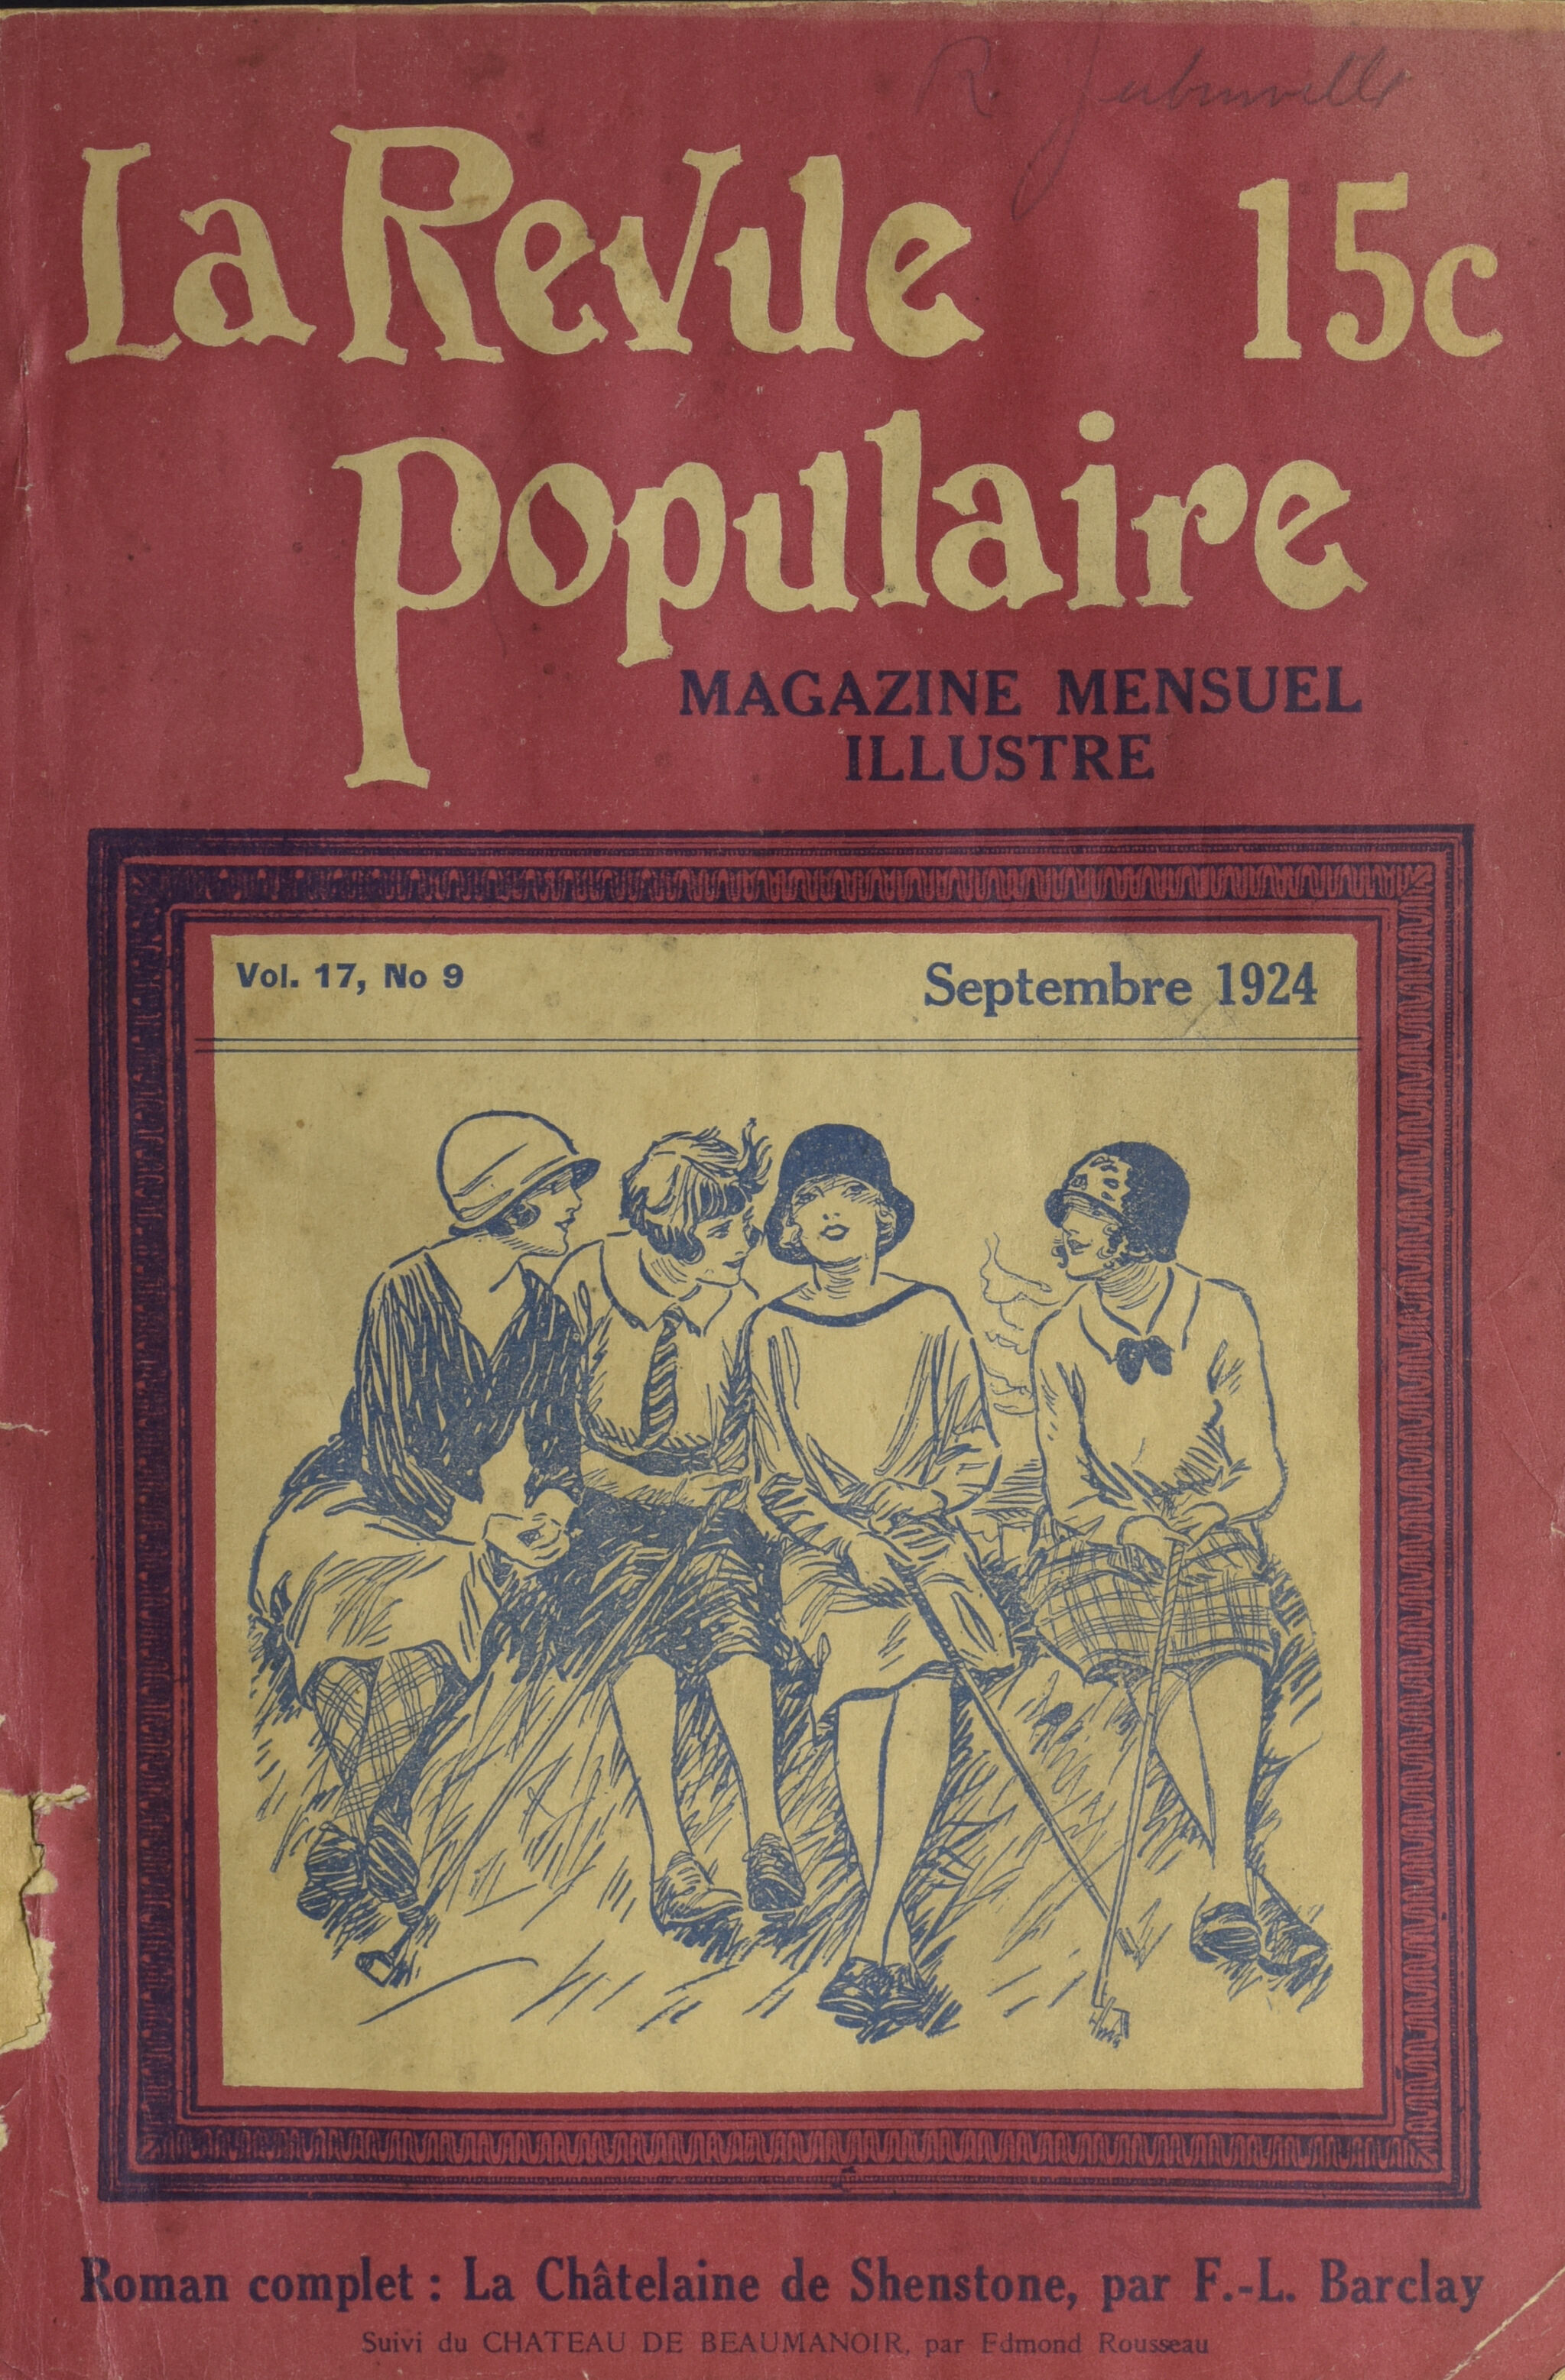 La Revue 15c
Populaire
MAGAZINE MENSUEL
ILLUSTRE
Vol. 17, No 9
Septembre 1924
Roman complet : La Châtelaine de Shenstone, par F.-L. Barclay
Suivi du CHATEAU DE BEAUMANOIR, par Edmond Rousseau